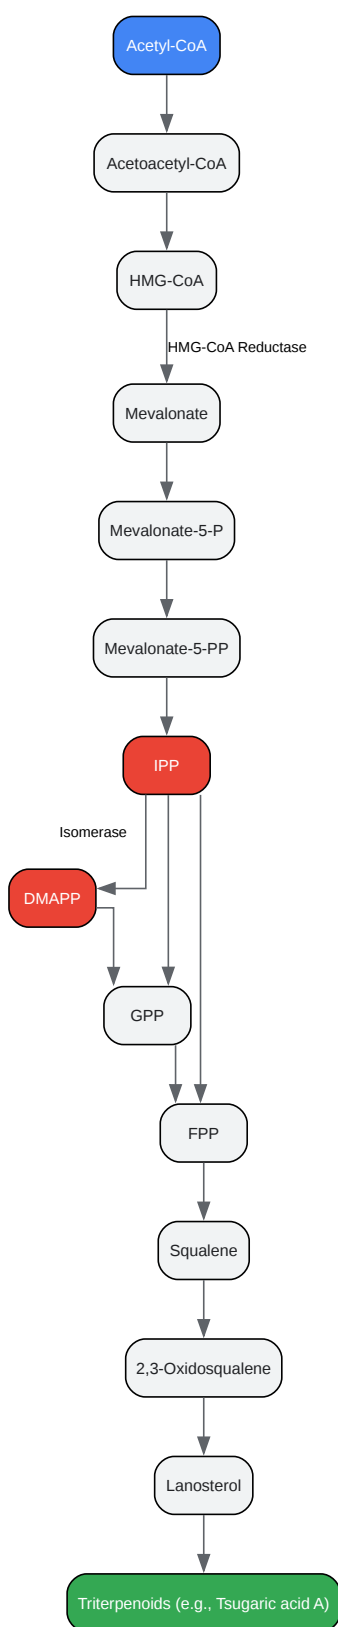 Acetyl-CoA
Acetoacetyl-CoA
HMG-CoA
HMG-CoA Reductase
Mevalonate
Mevalonate-5-P
Mevalonate-5-PP
IPP
Isomerase
DMAPP
GPP
FPP
Squalene
2,3-Oxidosqualene
Lanosterol
Triterpenoids (e.g., Tsugaric acid A)